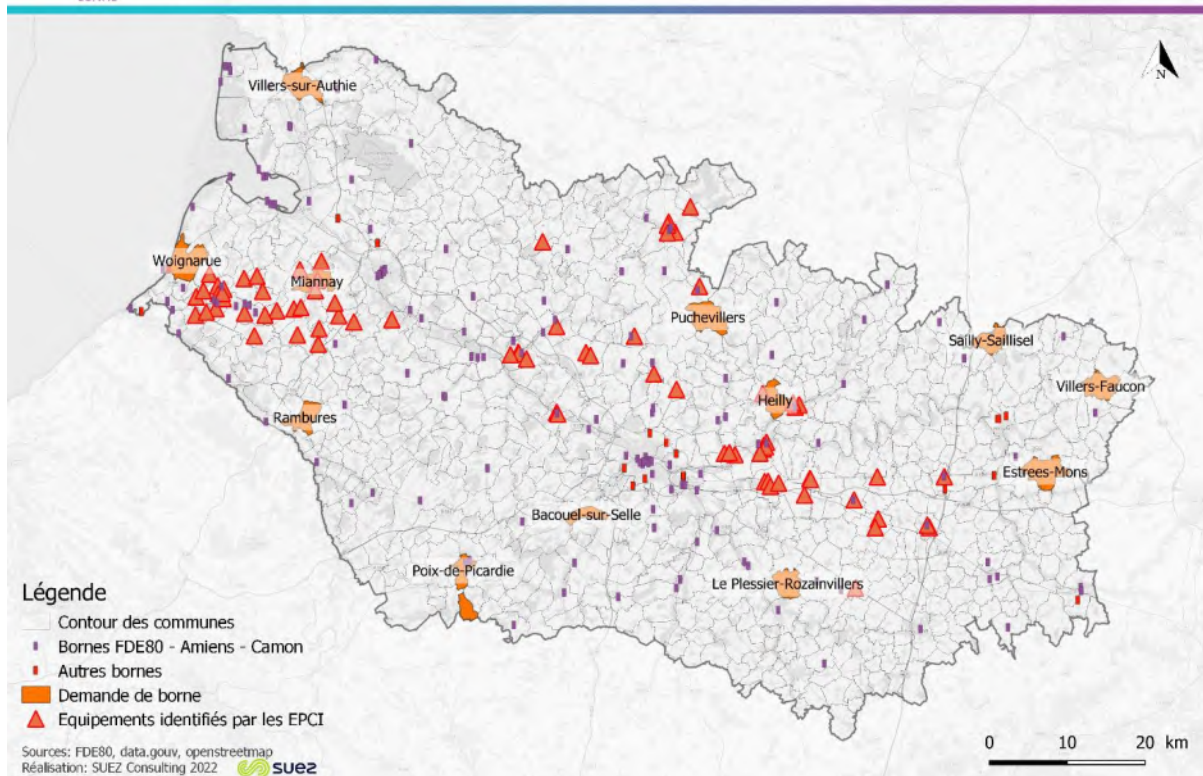 N
Villers-sur-Authie
Woignarue
Miannay
Puchevillers
Sailly-Saillisel
Villers-Faucon
Rambures
Heilly
Estrees-Mons
Bacouel-sur-Selle
Poix-de-Picardie
Le Plessier-Rozainvillers
Légende
Contour des communes
Bornes FDE80 - Amiens - Camon
Autres bornes
Demande de borne
Equipements identifiés par les EPCI
0 10 20 km
Sources: FDE80, data.gouv, openstreetmap
Réalisation: SUEZ Consulting 2022 suez